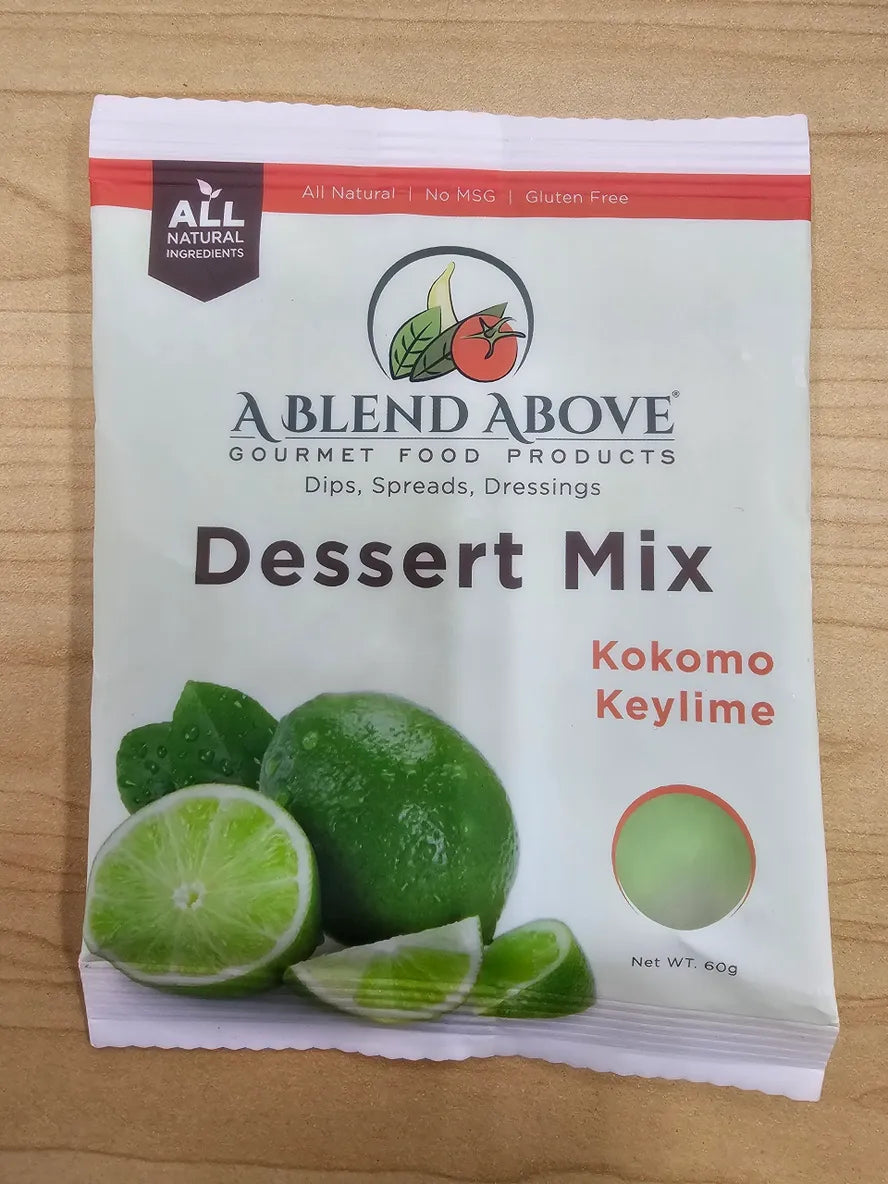 All Natural | No MSG | Gluten Free
ALL
NATURAL
INGREDIENTS
A BLEND ABOVE®
GOURMET FOOD PRODUCTS
Dips, Spreads, Dressings
Dessert Mix
Kokomo
Keylime
Net WT. 60g